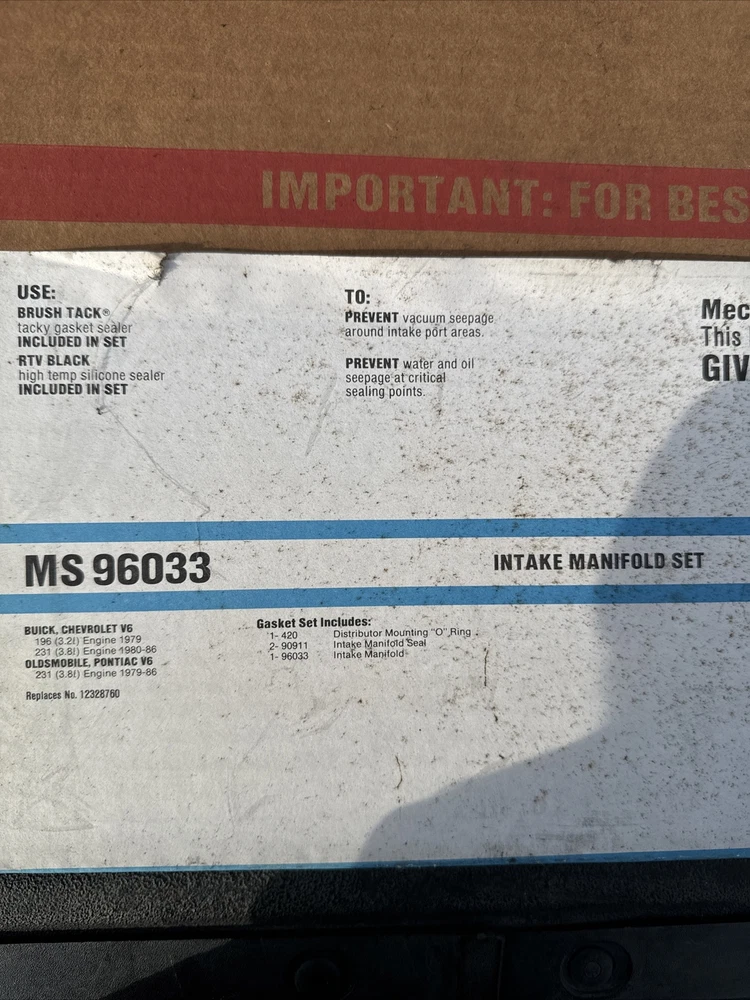 IMPORTANT: FOR BES
USE:
BRUSH TACK®
tacky gasket sealer
INCLUDED IN SET
RTV BLACK
high temp silicone sealer
INCLUDED IN SET
TO:
PREVENT vacuum seepage
around intake port areas.
PREVENT water and oil
seepage at critical
sealing points.
Mec
This
GIV
MS 96033
INTAKE MANIFOLD SET
BUICK, CHEVROLET V6
196 (3.2ℓ) Engine 1979
231 (3.8ℓ) Engine 1980-86
OLDSMOBILE, PONTIAC V6
231 (3.8ℓ) Engine 1979-86
Replaces No. 12328760
Gasket Set Includes:
1- 420 Distributor Mounting "O" Ring
2- 90911 Intake Manifold Seal
1- 96033 Intake Manifold